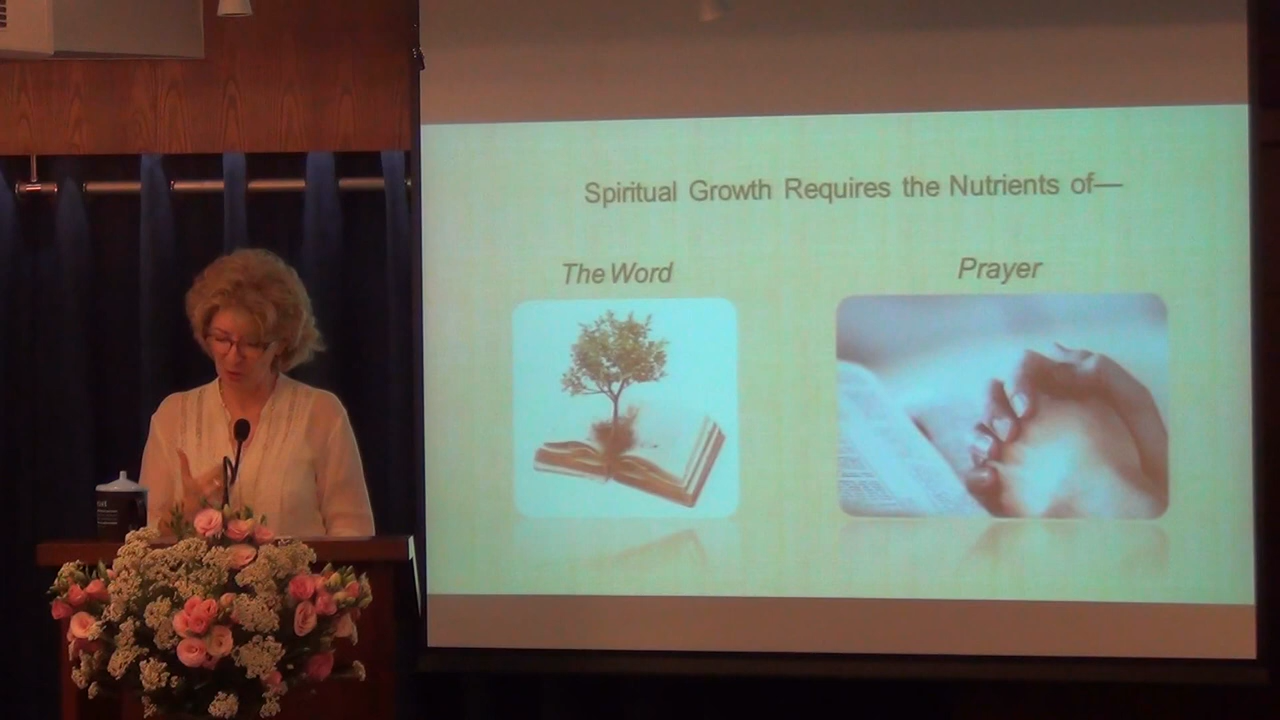 Spiritual Growth Requires the Nutrients of—
The Word
Prayer